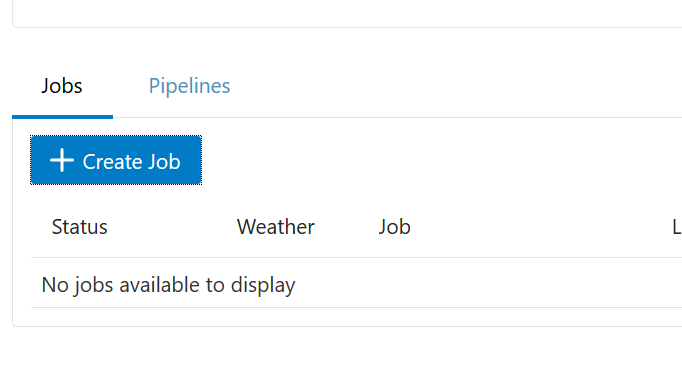 Jobs Pipelines
Create Job
Status Weather Job L
No jobs available to display